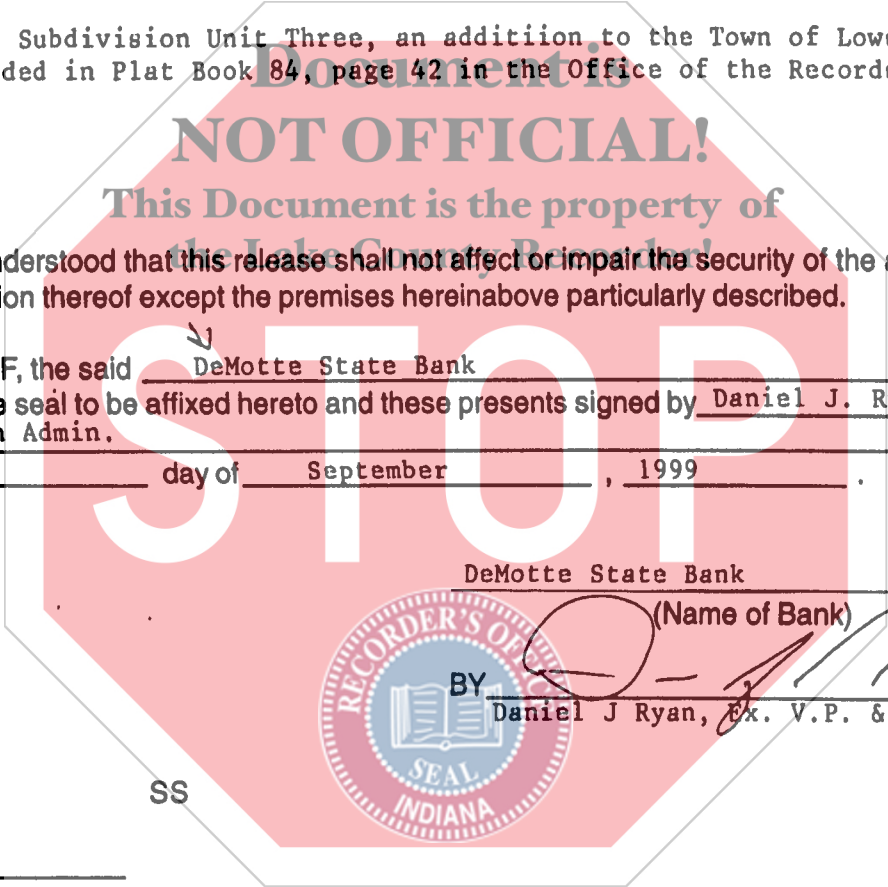 Subdivision Unit Three, an addition to the Town of Lowe
ded in Plat Book 84, page 42 in the Office of the Recorde
Document is
NOT OFFICIAL!
This Document is the property of
the Lake County Recorder!
derstood that this release shall not affect or impair the security of the a
ion thereof except the premises hereinabove particularly described.
F, the said DeMotte State Bank
e seal to be affixed hereto and these presents signed by Daniel J. R
n Admin.
day of September , 1999 .
STOP
DeMotte State Bank
(Name of Bank)
BY
Daniel J Ryan, Ex. V.P. &
RECORDER'S OFFICE
SEAL
INDIANA
SS